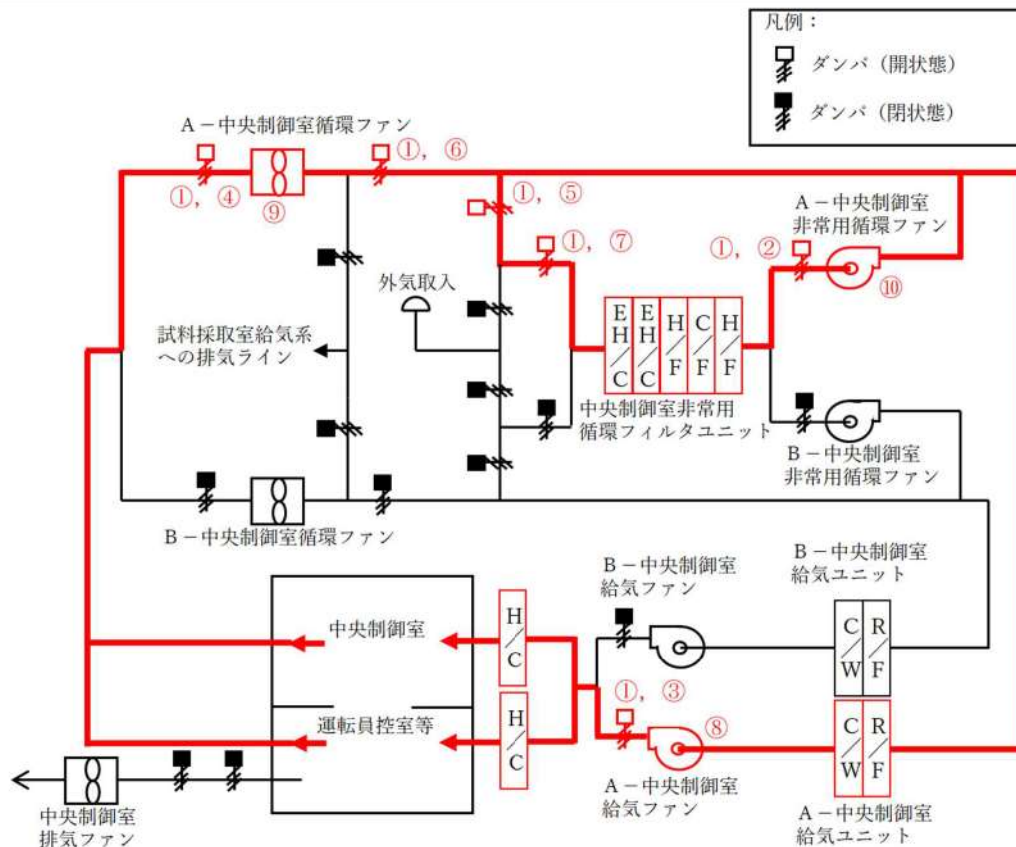 凡例：
ダンパ（開状態）
ダンパ（閉状態）
A－中央制御室循環ファン
①，⑥
①，④
⑨
①，⑤
A－中央制御室
非常用循環ファン
①，⑦
①，②
⑩
外気取入
試料採取室給気系
への排気ライン
E H／C
E H／C
H／F
C／F
H／F
中央制御室非常用
循環フィルタユニット
B－中央制御室
非常用循環ファン
B－中央制御室循環ファン
B－中央制御室
給気ファン
B－中央制御室
給気ユニット
中央制御室
H／C
C／W
R／F
①，③
運転員控室等
H／C
⑧
C／W
R／F
中央制御室
排気ファン
A－中央制御室
給気ファン
A－中央制御室
給気ユニット